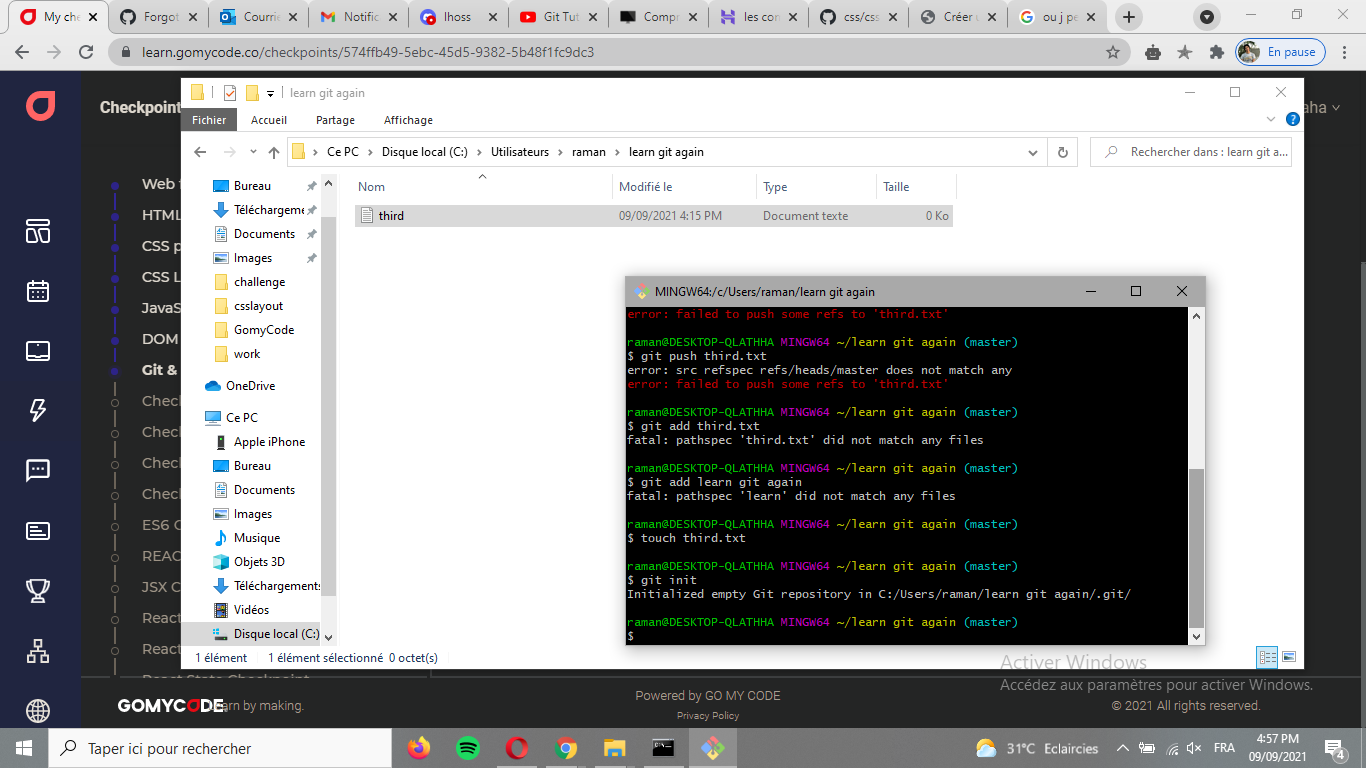 My che
Forgot
Courrie
Notific
lhoss
Git Tut
Compr
les con
css/css
Créer u
ou j pe
learn.gomycode.co/checkpoints/574ffb49-5ebc-45d5-9382-5b48f1fc9dc3
En pause
learn git again
Checkpoint
aha
Fichier Accueil Partage Affichage
Ce PC > Disque local (C:) > Utilisateurs > raman > learn git again
Rechercher dans : learn git a...
Nom Modifié le Type Taille
third 09/09/2021 4:15 PM Document texte 0 Ko
Bureau
Téléchargeme
Documents
Images
challenge
csslayout
GomyCode
work
OneDrive
Ce PC
Apple iPhone
Bureau
Documents
Images
Musique
Objets 3D
Téléchargements
Vidéos
Disque local (C:)
1 élément 1 élément sélectionné 0 octet(s)
Web f
HTML
CSS p
CSS L
JavaS
DOM
Git &
Chec
Chec
Chec
Chec
ES6 C
REAC
JSX C
React
React
React State Checkpoint
MINGW64:/c/Users/raman/learn git again
error: failed to push some refs to 'third.txt'
raman@DESKTOP-QLATHHA MINGW64 ~/learn git again (master)
$ git push third.txt
error: src refspec refs/heads/master does not match any
error: failed to push some refs to 'third.txt'
raman@DESKTOP-QLATHHA MINGW64 ~/learn git again (master)
$ git add third.txt
fatal: pathspec 'third.txt' did not match any files
raman@DESKTOP-QLATHHA MINGW64 ~/learn git again (master)
$ git add learn git again
fatal: pathspec 'learn' did not match any files
raman@DESKTOP-QLATHHA MINGW64 ~/learn git again (master)
$ touch third.txt
raman@DESKTOP-QLATHHA MINGW64 ~/learn git again (master)
$ git init
Initialized empty Git repository in C:/Users/raman/learn git again/.git/
raman@DESKTOP-QLATHHA MINGW64 ~/learn git again (master)
$
Activer Windows
Accédez aux paramètres pour activer Windows.
GOMYCODE
earn by making.
Powered by GO MY CODE
Privacy Policy
© 2021 All rights reserved.
Taper ici pour rechercher
31°C Eclaircies
FRA
4:57 PM
09/09/2021
4